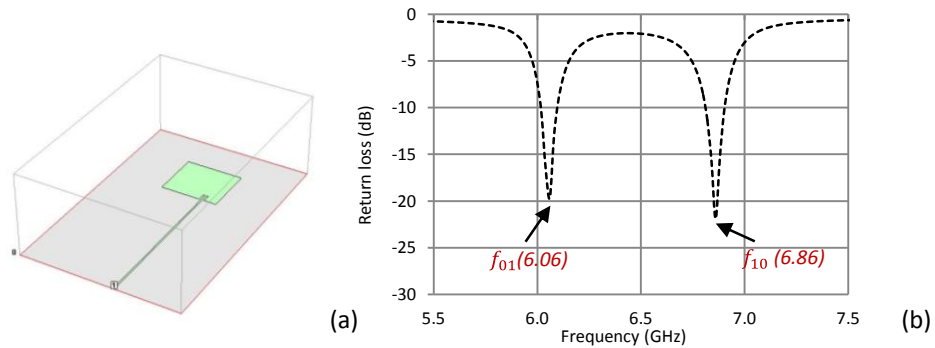 0
1
(a)
Return loss (dB)
0
-5
-10
-15
-20
-25
-30
f₀₁(6.06)
f₁₀ (6.86)
5.5 6.0 6.5 7.0 7.5
Frequency (GHz)
(b)